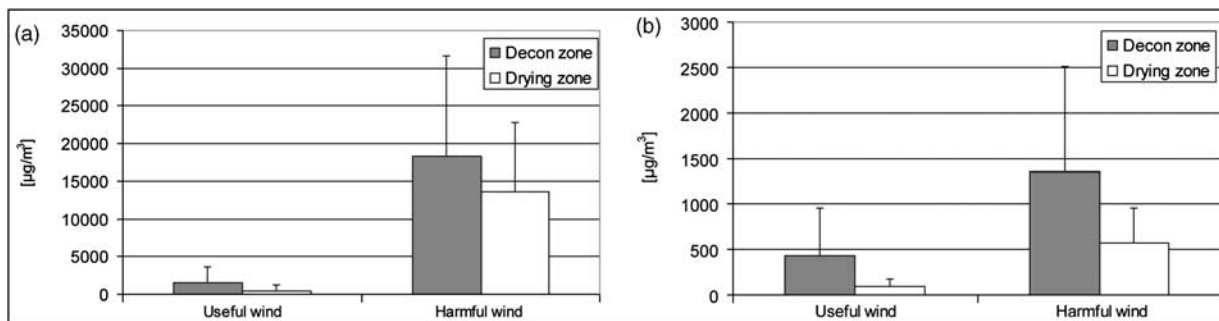 (a)
[µg/m³]
35000
30000
25000
20000
15000
10000
5000
0
Decon zone
Drying zone
Useful wind
Harmful wind
(b)
[µg/m³]
3000
2500
2000
1500
1000
500
0
Decon zone
Drying zone
Useful wind
Harmful wind